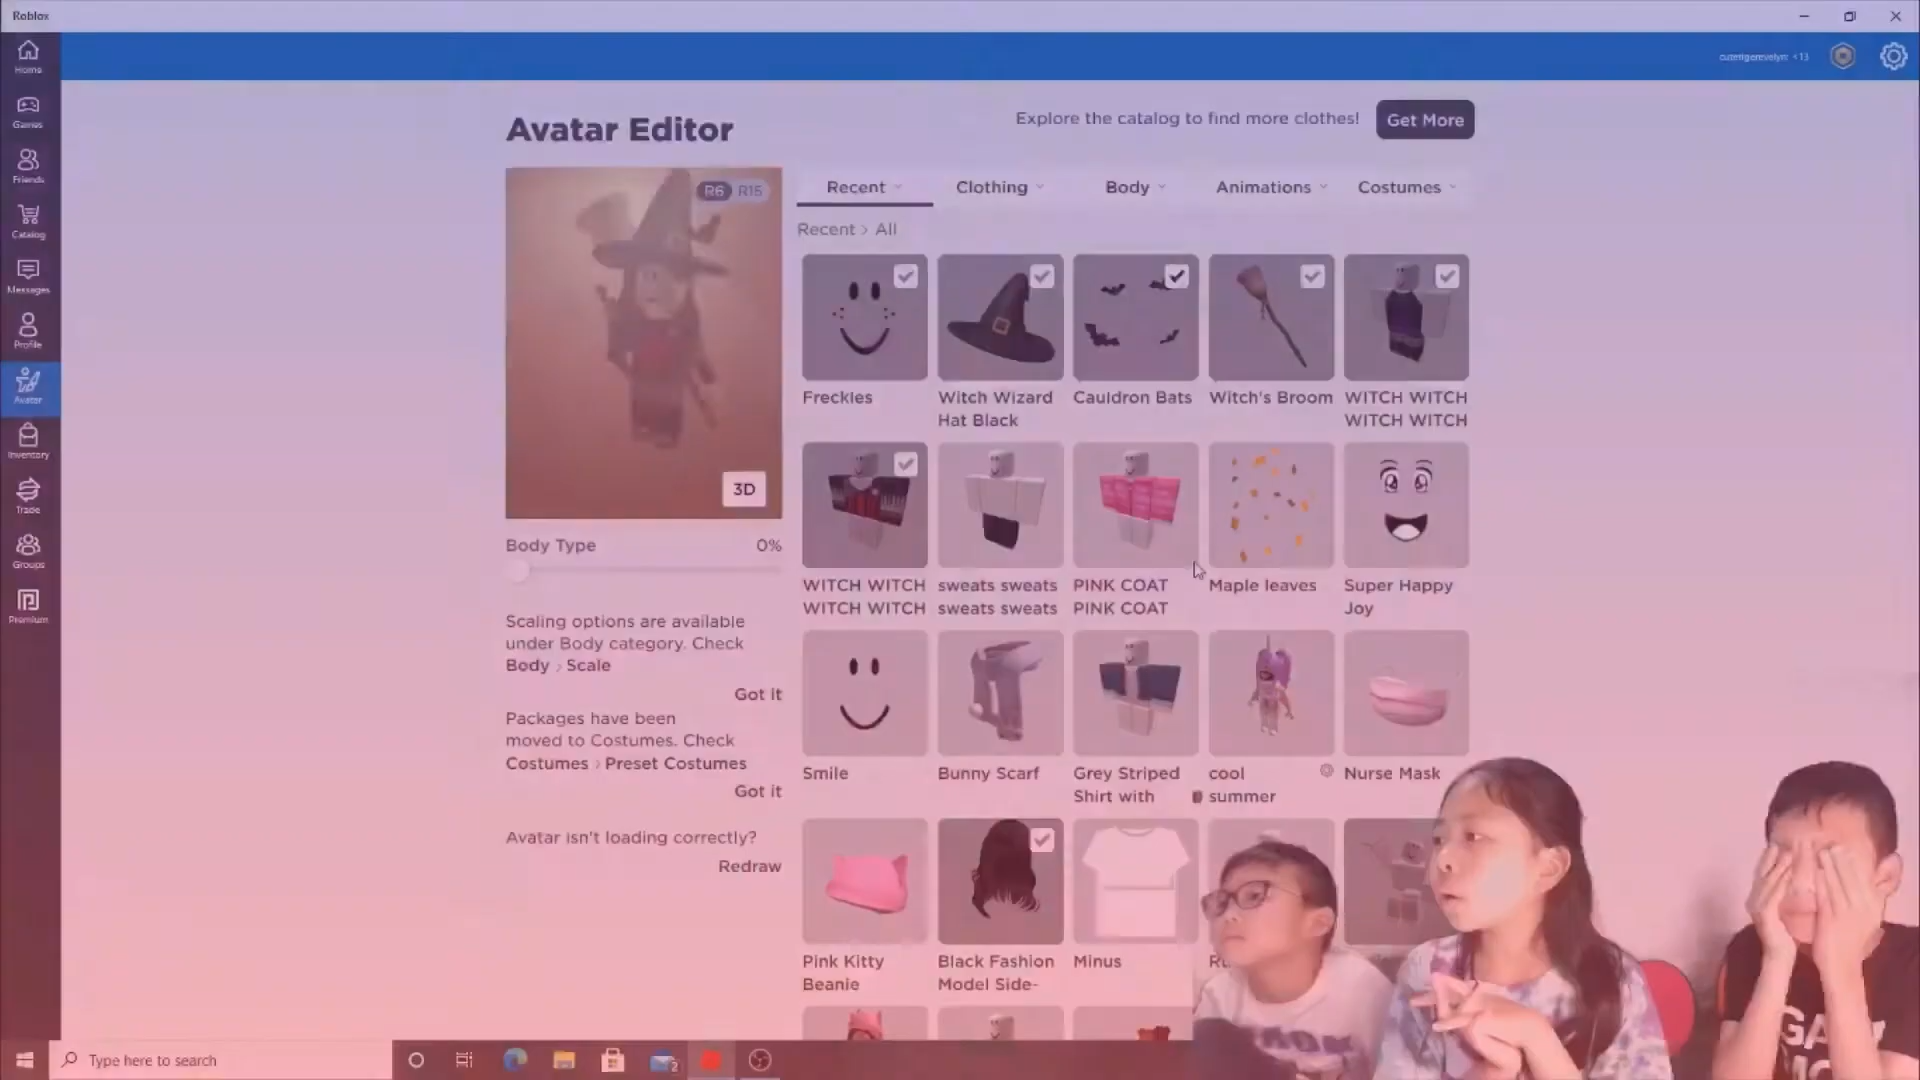 Roblox
Home
Games
Friends
Catalog
Messages
Profile
Avatar
Inventory
Trade
Groups
Premium
<13
Avatar Editor
Explore the catalog to find more clothes!
Get More
R6 R15
3D
Body Type 0%
Scaling options are available
under Body category. Check
Body › Scale
Got it
Packages have been
moved to Costumes. Check
Costumes › Preset Costumes
Got it
Avatar isn't loading correctly?
Redraw
Recent Clothing Body Animations Costumes
Recent > All
Freckles
Witch Wizard
Hat Black
Cauldron Bats
Witch's Broom
WITCH WITCH
WITCH WITCH
WITCH WITCH
WITCH WITCH
sweats sweats
sweats sweats
PINK COAT
PINK COAT
Maple leaves
Super Happy
Joy
Smile
Bunny Scarf
Grey Striped
Shirt with
cool
summer
Nurse Mask
Pink Kitty
Beanie
Black Fashion
Model Side-
Minus
Type here to search
2